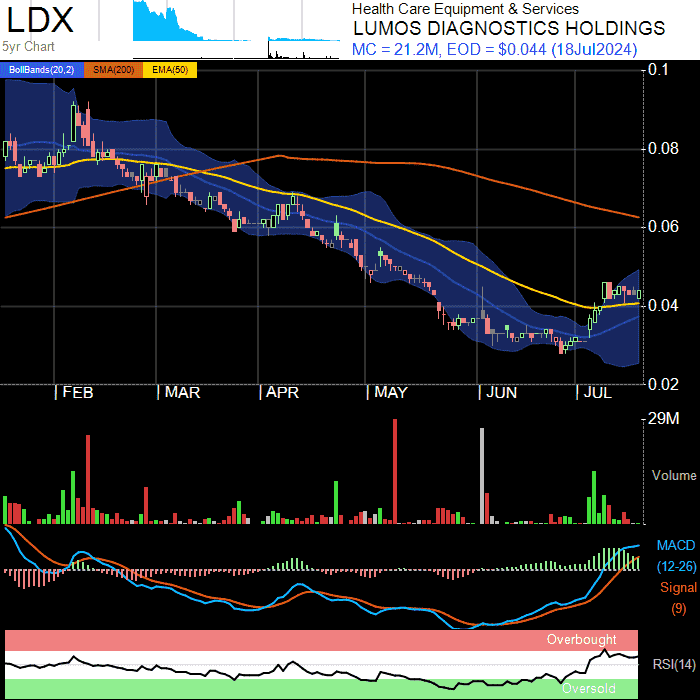 LDX
5yr Chart
Health Care Equipment & Services
LUMOS DIAGNOSTICS HOLDINGS
MC = 21.2M, EOD = $0.044 (18Jul2024)
BollBands(20,2) SMA(200) EMA(50)
0.1
0.08
0.06
0.04
0.02
| FEB | MAR | APR | MAY | JUN | JUL
29M
Volume
MACD
(12-26)
Signal
(9)
Overbought
RSI(14)
Oversold